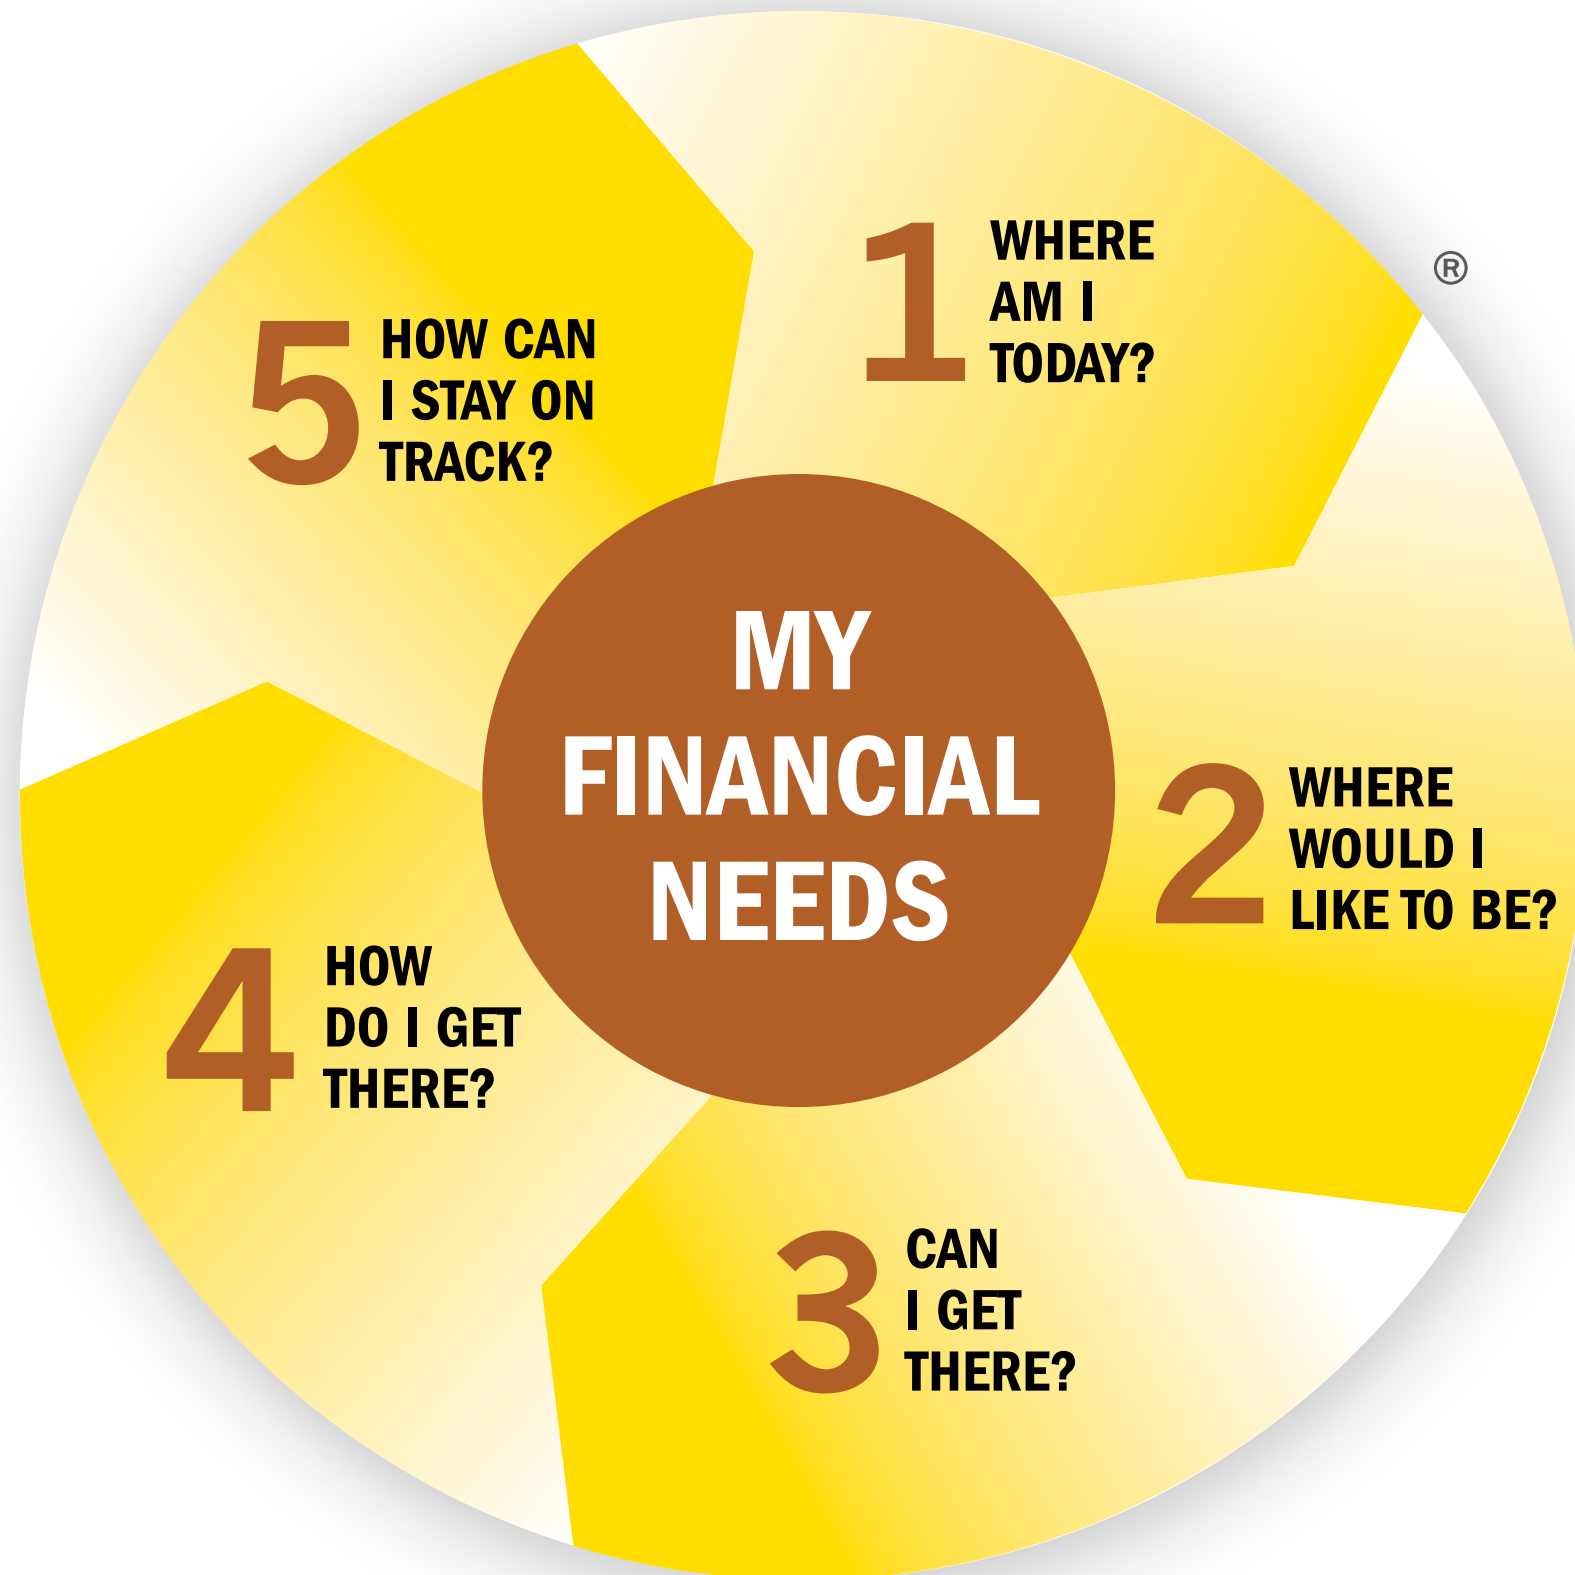 MY
FINANCIAL
NEEDS
1
WHERE
AM I
TODAY?
®
2
WHERE
WOULD I
LIKE TO BE?
3
CAN
I GET
THERE?
4
HOW
DO I GET
THERE?
5
HOW CAN
I STAY ON
TRACK?